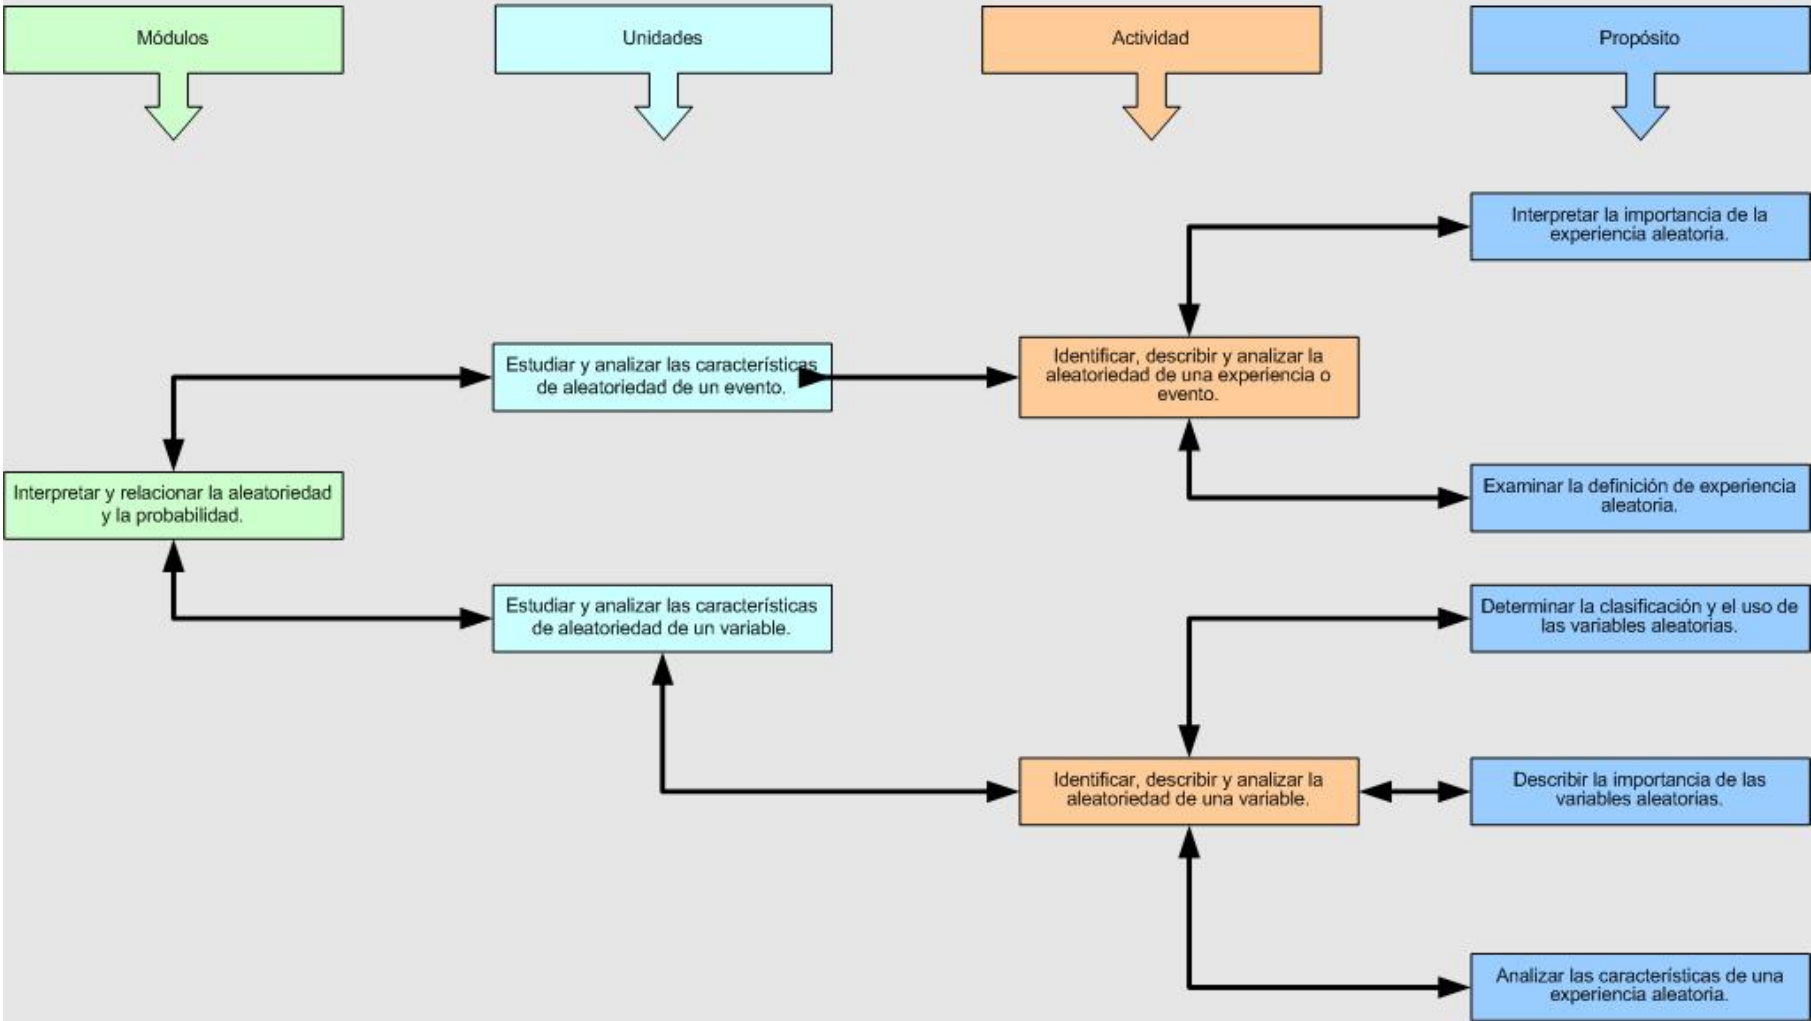 Módulos
Unidades
Actividad
Propósito
Interpretar la importancia de la
experiencia aleatoria.
Estudiar y analizar las características
de aleatoriedad de un evento.
Identificar, describir y analizar la
aleatoriedad de una experiencia o
evento.
Interpretar y relacionar la aleatoriedad
y la probabilidad.
Examinar la definición de experiencia
aleatoria.
Estudiar y analizar las características
de aleatoriedad de un variable.
Determinar la clasificación y el uso de
las variables aleatorias.
Identificar, describir y analizar la
aleatoriedad de una variable.
Describir la importancia de las
variables aleatorias.
Analizar las características de una
experiencia aleatoria.